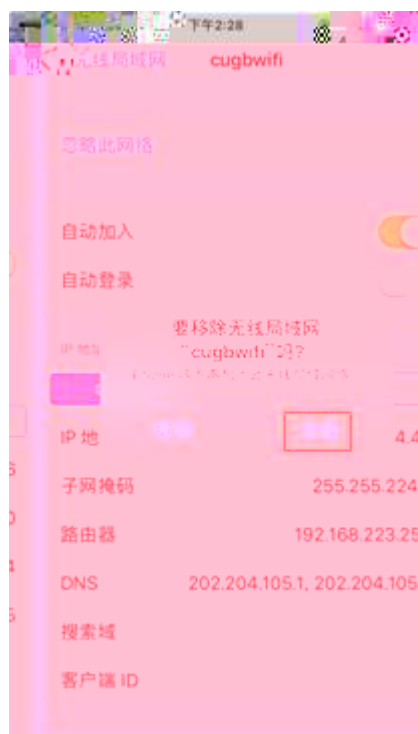 下午2:28
无线局域网 cugbwifi
忽略此网络
自动加入
自动登录
要移除无线局域网
“cugbwifi”吗?
IP 地
IP 地 4.4
子网掩码 255.255.224
路由器 192.168.223.25
DNS 202.204.105.1, 202.204.105
搜索域
客户端 ID